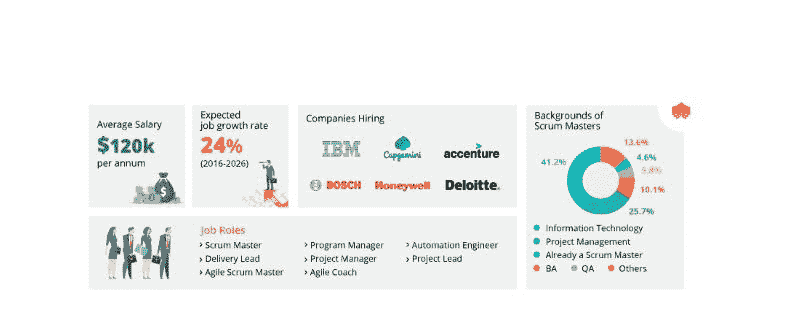 Average Salary
$120k
per annum
Expected
job growth rate
24%
(2016-2026)
Companies Hiring
IBM
Capgemini
accenture
BOSCH
Honeywell
Deloitte.
Backgrounds of
Scrum Masters
13.6%
4.6%
9.8%
10.1%
25.7%
41.2%
Information Technology
Project Management
Already a Scrum Master
BA QA Others
Job Roles
› Scrum Master
› Delivery Lead
› Agile Scrum Master
› Program Manager
› Project Manager
› Agile Coach
› Automation Engineer
› Project Lead